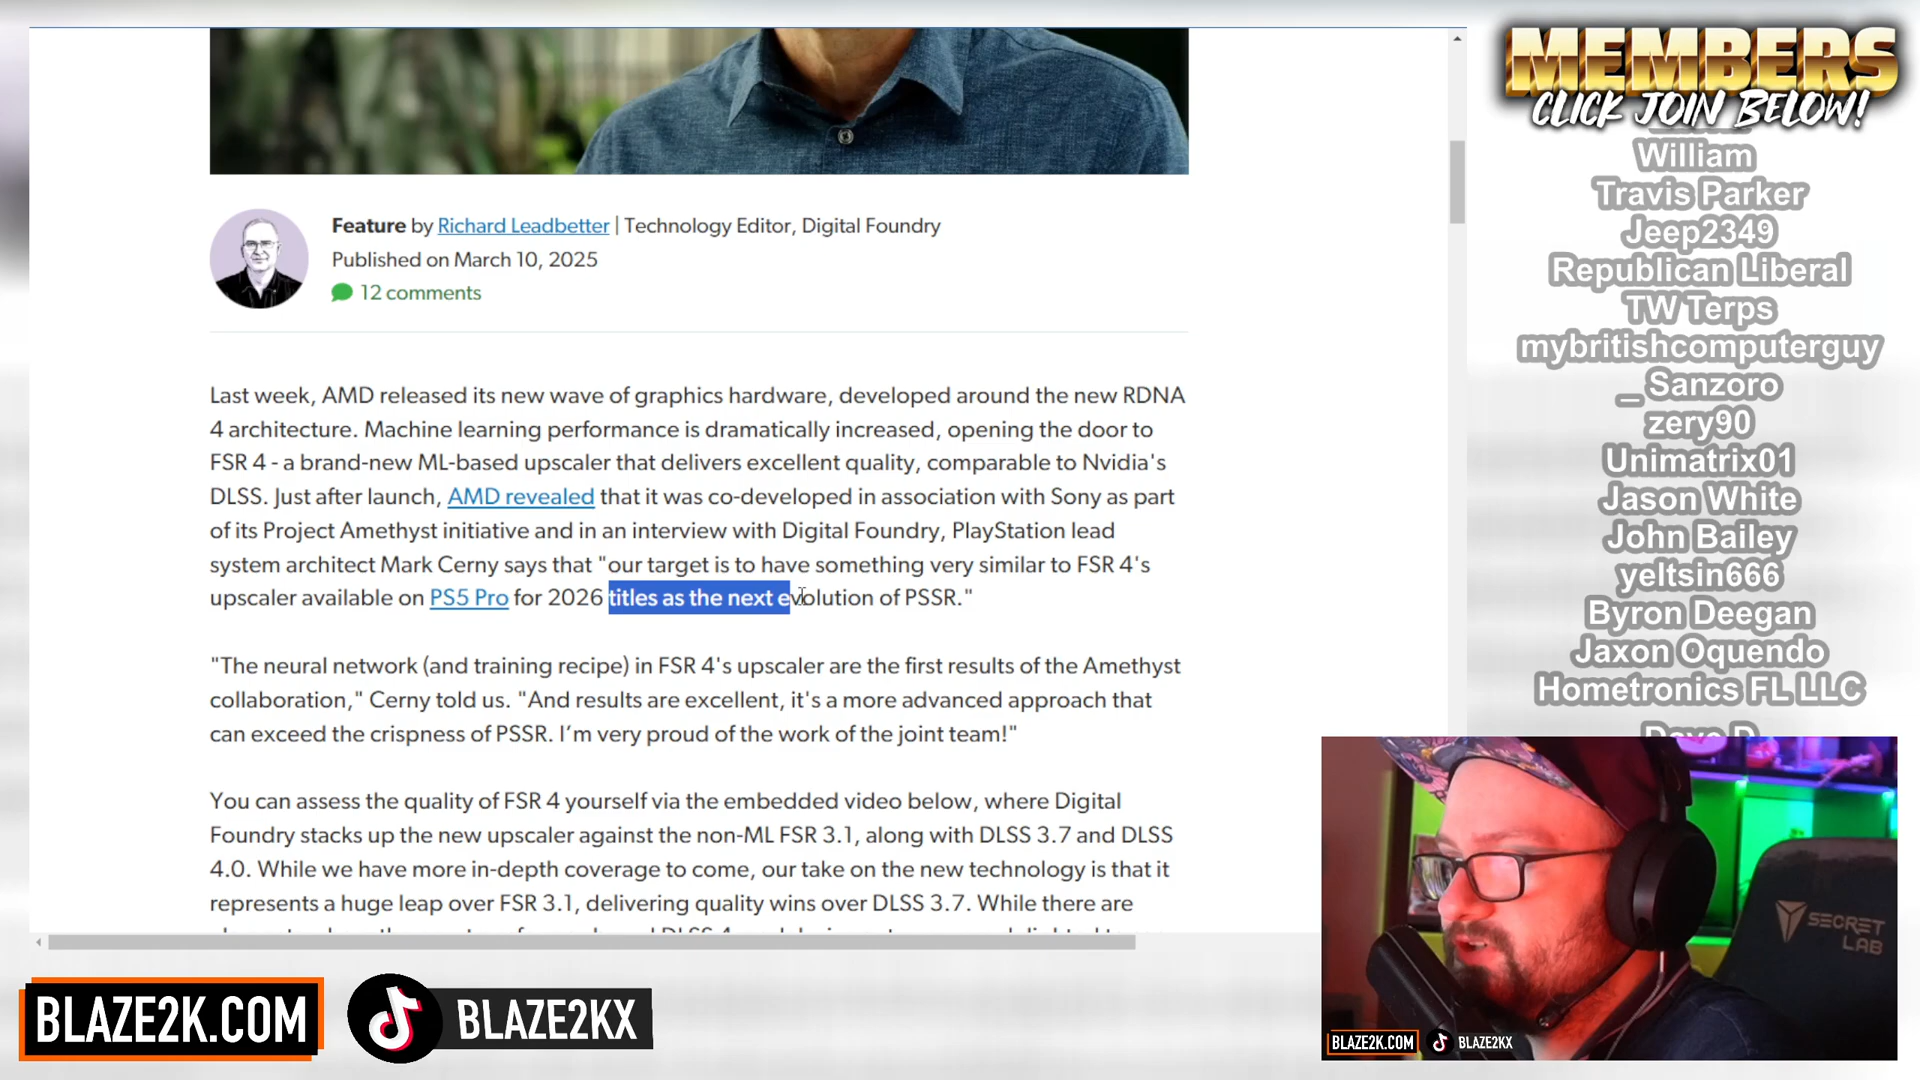 MEMBERS
CLICK JOIN BELOW!
William
Travis Parker
Jeep2349
Republican Liberal
TW Terps
mybritishcomputerguy
_ Sanzoro
zery90
Unimatrix01
Jason White
John Bailey
yeltsin666
Byron Deegan
Jaxon Oquendo
Hometronics FL LLC
Feature by Richard Leadbetter | Technology Editor, Digital Foundry
Published on March 10, 2025
12 comments
Last week, AMD released its new wave of graphics hardware, developed around the new RDNA
4 architecture. Machine learning performance is dramatically increased, opening the door to
FSR 4 - a brand-new ML-based upscaler that delivers excellent quality, comparable to Nvidia's
DLSS. Just after launch, AMD revealed that it was co-developed in association with Sony as part
of its Project Amethyst initiative and in an interview with Digital Foundry, PlayStation lead
system architect Mark Cerny says that "our target is to have something very similar to FSR 4's
upscaler available on PS5 Pro for 2026 titles as the next evolution of PSSR."
"The neural network (and training recipe) in FSR 4's upscaler are the first results of the Amethyst
collaboration," Cerny told us. "And results are excellent, it's a more advanced approach that
can exceed the crispness of PSSR. I’m very proud of the work of the joint team!"
You can assess the quality of FSR 4 yourself via the embedded video below, where Digital
Foundry stacks up the new upscaler against the non-ML FSR 3.1, along with DLSS 3.7 and DLSS
4.0. While we have more in-depth coverage to come, our take on the new technology is that it
represents a huge leap over FSR 3.1, delivering quality wins over DLSS 3.7. While there are
SECRET
LAB
BLAZE2K.COM
BLAZE2KX
BLAZE2K.COM
BLAZE2KX